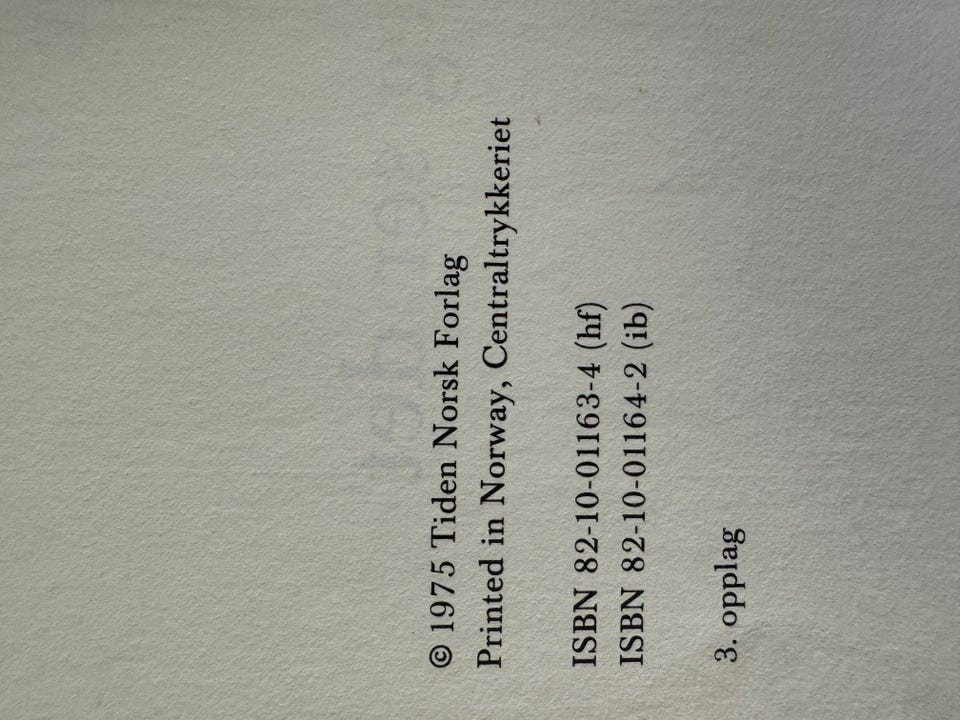 © 1975 Tiden Norsk Forlag
Printed in Norway, Centraltrykkeriet
ISBN 82-10-01163-4 (hf)
ISBN 82-10-01164-2 (ib)
3. opplag